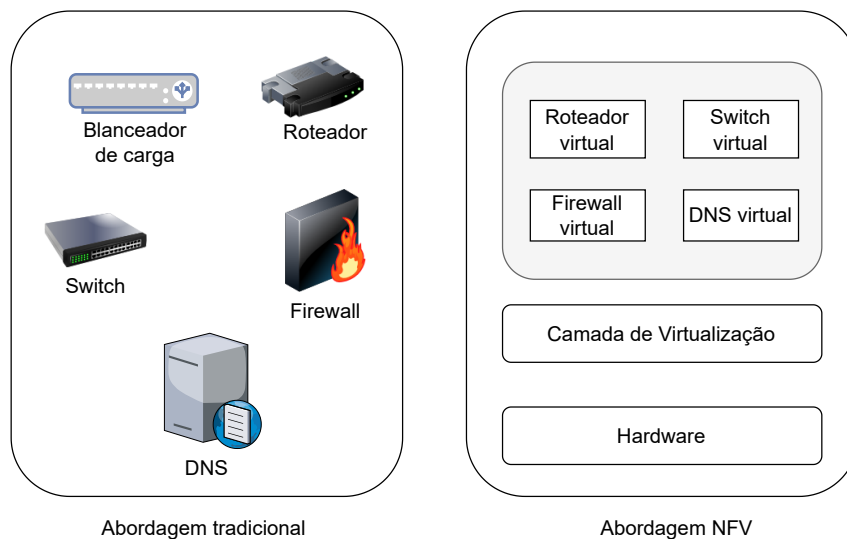 Blanceador
de carga
Roteador
Switch
Firewall
DNS
Abordagem tradicional
Roteador
virtual
Switch
virtual
Firewall
virtual
DNS virtual
Camada de Virtualização
Hardware
Abordagem NFV